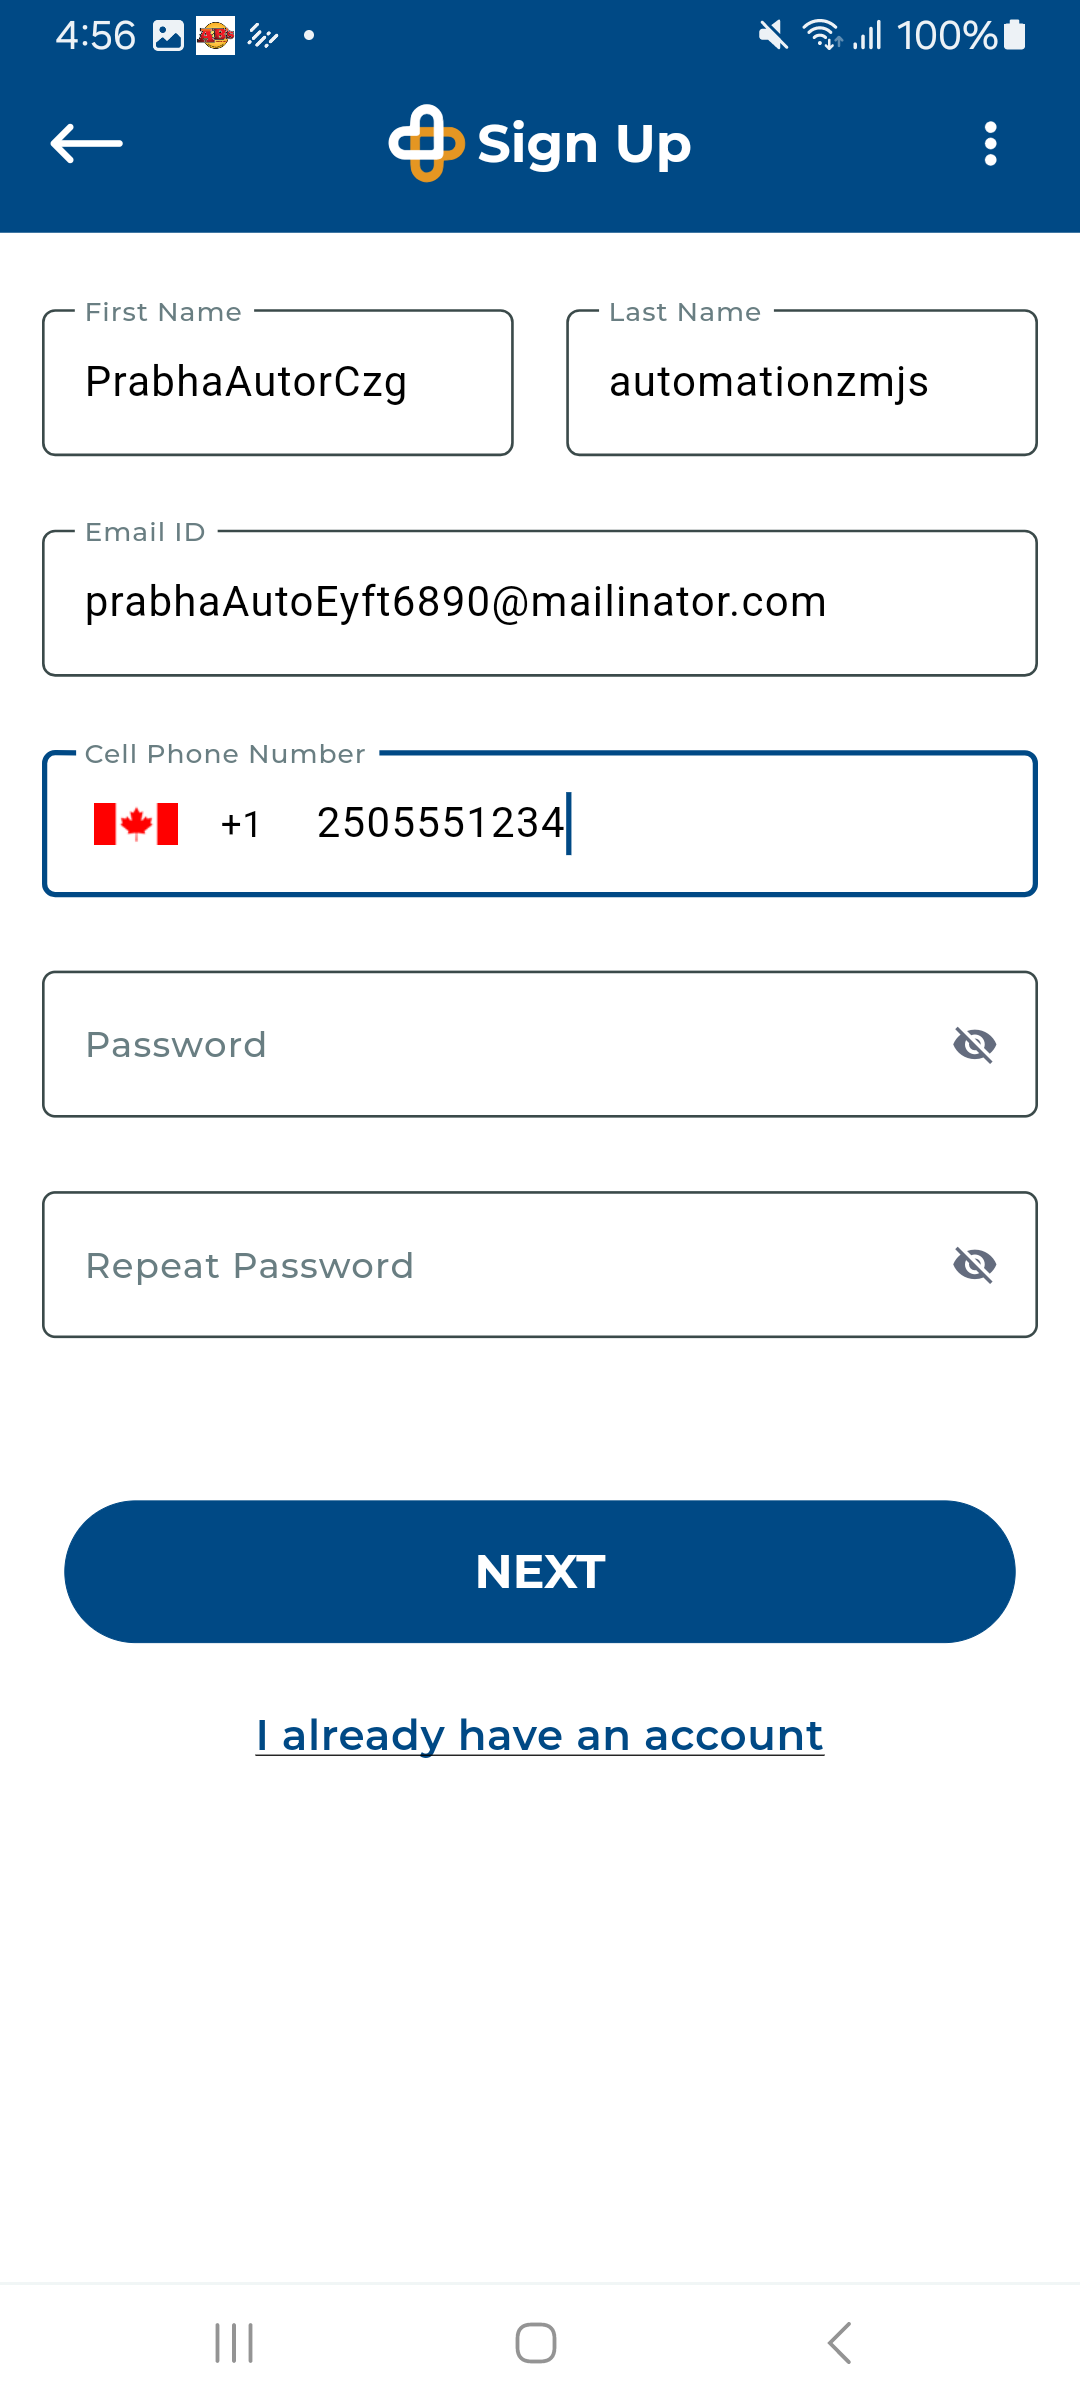 4:56 100%
Sign Up
First Name Last Name
PrabhaAutorCzg automationzmjs
Email ID
prabhaAutoEyft6890@mailinator.com
Cell Phone Number
+1 2505551234
Password
Repeat Password
NEXT
I already have an account